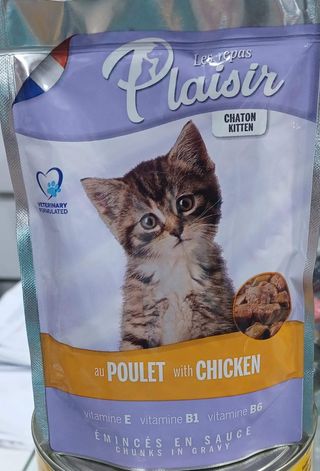 Les repas
Plaisir
CHATON
KITTEN
VETERINARY
FORMULATED
au POULET with CHICKEN
vitamine E vitamine B1 vitamine B6
ÉMINCÉS EN SAUCE
CHUNKS IN GRAVY